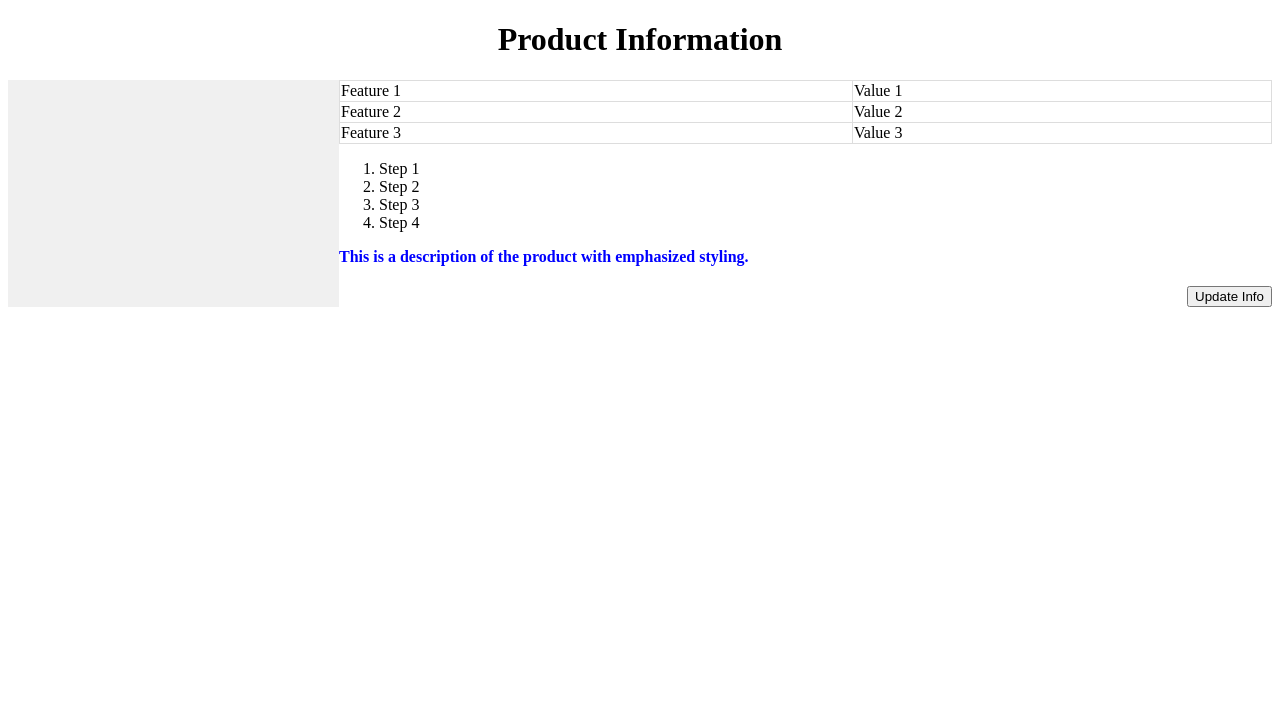 Product Information
Feature 1 Value 1
Feature 2 Value 2
Feature 3 Value 3
1. Step 1
2. Step 2
3. Step 3
4. Step 4
This is a description of the product with emphasized styling.
Update Info